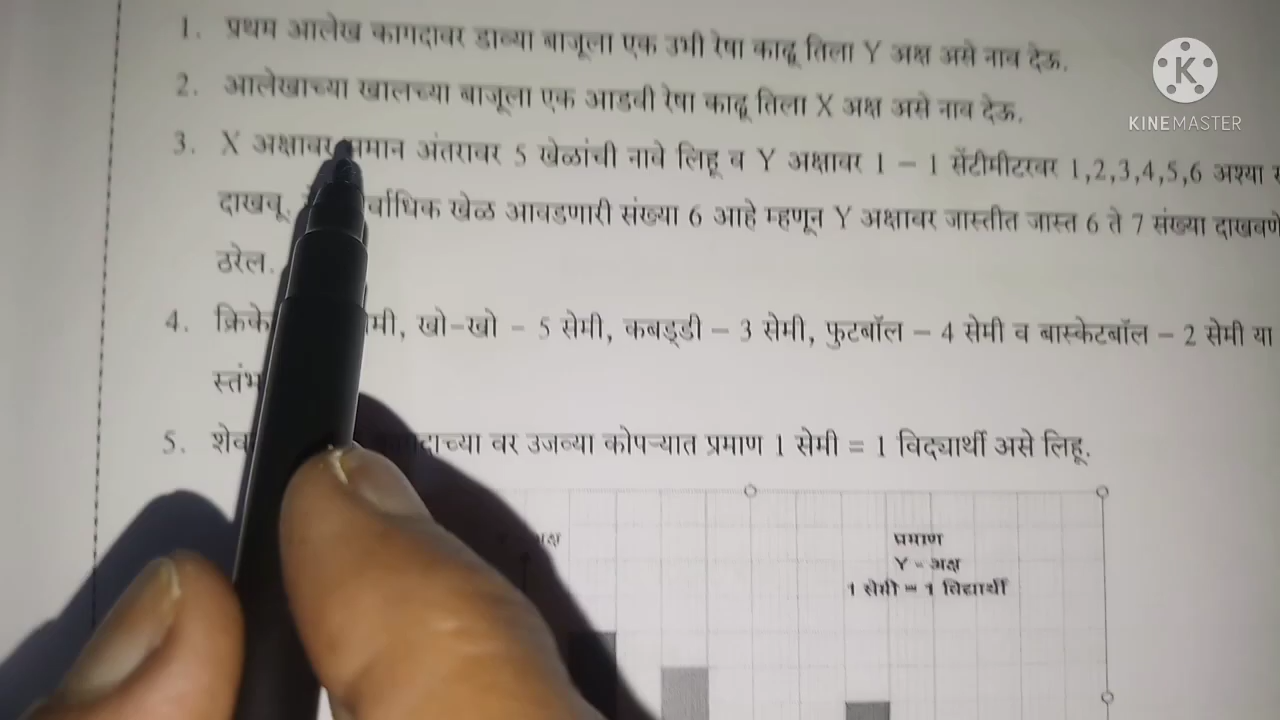 1. प्रथम आलेख कागदावर डाव्या बाजूला एक उभी रेषा काढू तिला Y अक्ष असे नाव देऊ.
2. आलेखाच्या खालच्या बाजूला एक आडवी रेषा काढू तिला X अक्ष असे नाव देऊ.
KINEMASTER
3. X अक्षावर समान अंतरावर 5 खेळांची नावे लिहू व Y अक्षावर 1 – 1 सेंटीमीटरवर 1,2,3,4,5,6 अश्या
दाखवू. र्वाधिक खेळ आवडणारी संख्या 6 आहे म्हणून Y अक्षावर जास्तीत जास्त 6 ते 7 संख्या दाखवणे
ठरेल.
4. क्रिके मी, खो-खो – 5 सेमी, कबड्डी – 3 सेमी, फुटबॉल – 4 सेमी व बास्केटबॉल – 2 सेमी या
स्तंभ
5. शेव दाच्या वर उजव्या कोपऱ्यात प्रमाण 1 सेमी = 1 विद्यार्थी असे लिहू.
प्रमाण
Y - अक्ष
1 सेमी = 1 विद्यार्थी